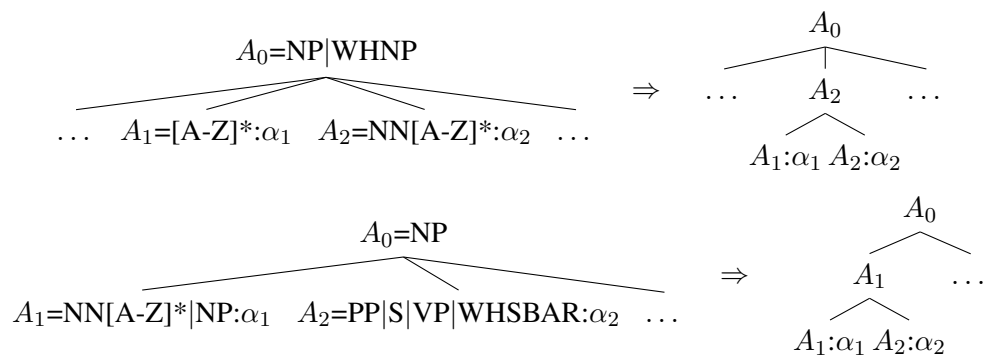 A₀=NP|WHNP ⇒ A₀
... A₁=[A-Z]*:α₁ A₂=NN[A-Z]*:α₂ ... ... A₂ ...
A₁:α₁ A₂:α₂
A₀=NP ⇒ A₀
A₁=NN[A-Z]*|NP:α₁ A₂=PP|S|VP|WHSBAR:α₂ ... A₁ ...
A₁:α₁ A₂:α₂